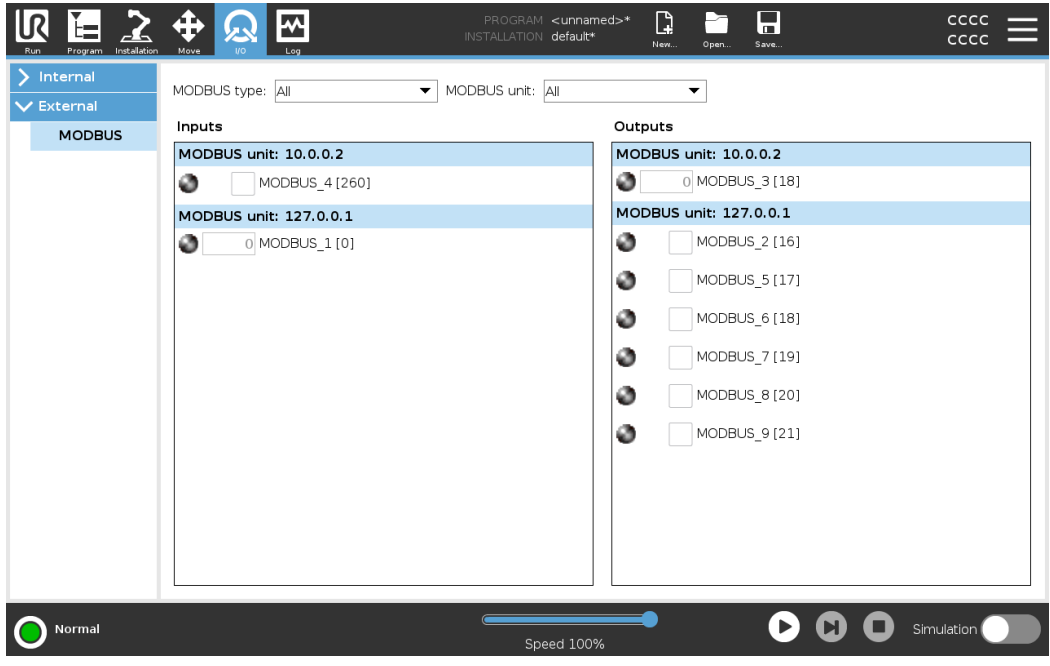 PROGRAM <unnamed>*
INSTALLATION default*
CCCC
CCCC
UR
Run
Program
Installation
Move
I/O
Log
New...
Open...
Save...
Internal
External
MODBUS
MODBUS type: All
MODBUS unit: All
Inputs
MODBUS unit: 10.0.0.2
MODBUS_4 [260]
MODBUS unit: 127.0.0.1
0 MODBUS_1 [0]
Outputs
MODBUS unit: 10.0.0.2
0 MODBUS_3 [18]
MODBUS unit: 127.0.0.1
MODBUS_2 [16]
MODBUS_5 [17]
MODBUS_6 [18]
MODBUS_7 [19]
MODBUS_8 [20]
MODBUS_9 [21]
Normal
Speed 100%
Simulation